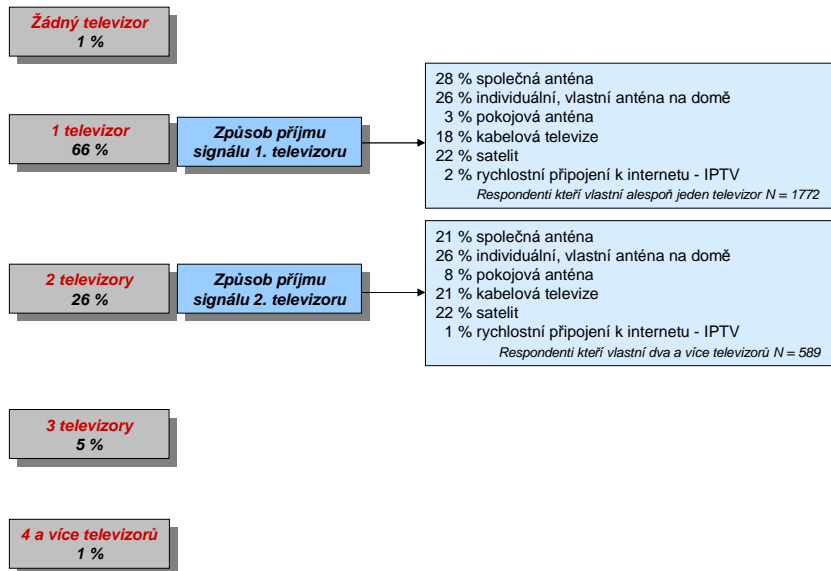 Žádný televizor
1 %
1 televizor
66 %
Způsob příjmu
signálu 1. televizoru
28 % společná anténa
26 % individuální, vlastní anténa na domě
3 % pokojová anténa
18 % kabelová televize
22 % satelit
2 % rychlostní připojení k internetu - IPTV
Respondenti kteří vlastní alespoň jeden televizor N = 1772
2 televizory
26 %
Způsob příjmu
signálu 2. televizoru
21 % společná anténa
26 % individuální, vlastní anténa na domě
8 % pokojová anténa
21 % kabelová televize
22 % satelit
1 % rychlostní připojení k internetu - IPTV
Respondenti kteří vlastní dva a více televizorů N = 589
3 televizory
5 %
4 a více televizorů
1 %